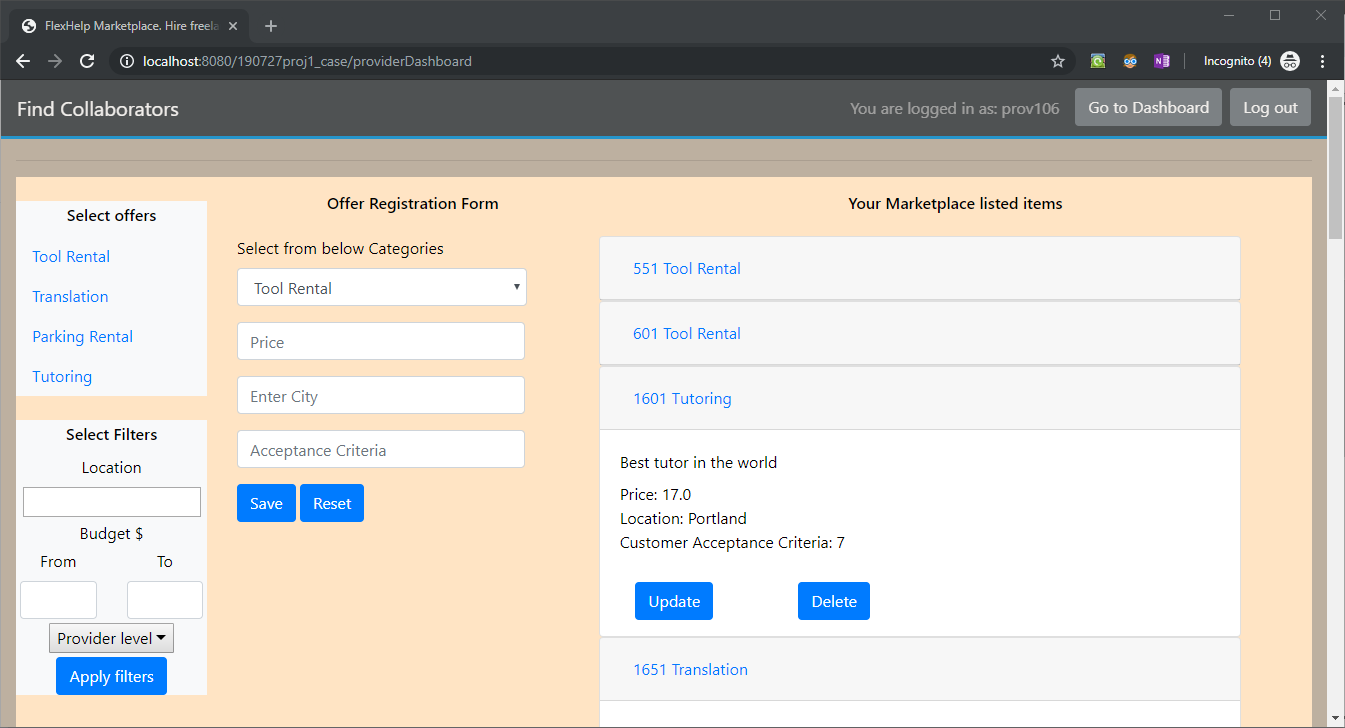 FlexHelp Marketplace. Hire freela
localhost:8080/190727proj1_case/providerDashboard
Incognito (4)
Find Collaborators
You are logged in as: prov106
Go to Dashboard
Log out
Select offers
Tool Rental
Translation
Parking Rental
Tutoring
Select Filters
Location
Budget $
From To
Provider level
Apply filters
Offer Registration Form
Select from below Categories
Tool Rental
Price
Enter City
Acceptance Criteria
Save Reset
Your Marketplace listed items
551 Tool Rental
601 Tool Rental
1601 Tutoring
Best tutor in the world
Price: 17.0
Location: Portland
Customer Acceptance Criteria: 7
Update Delete
1651 Translation